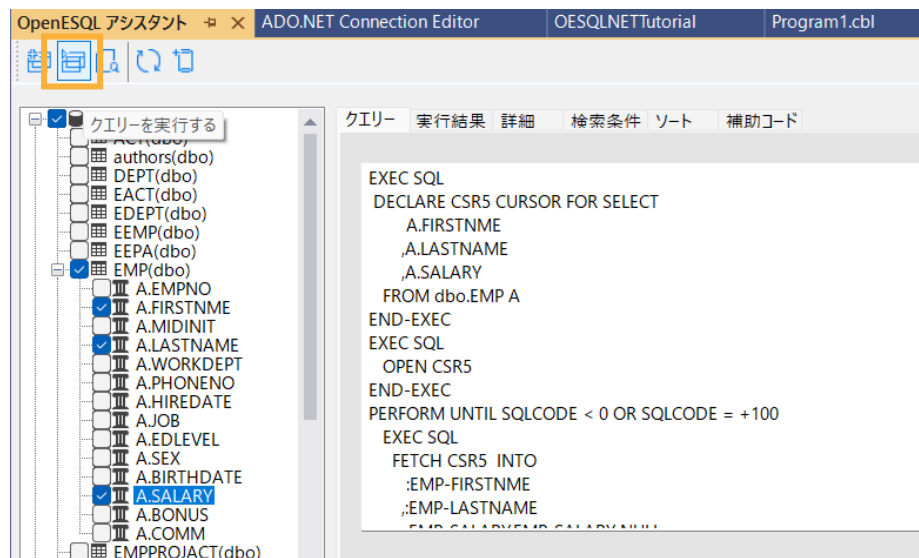 OpenESQL アシスタント
ADO.NET Connection Editor
OESQLNETTutorial
Program1.cbl
クエリーを実行する
ACT(dbo)
authors(dbo)
DEPT(dbo)
EACT(dbo)
EDEPT(dbo)
EEMP(dbo)
EEPA(dbo)
EMP(dbo)
A.EMPNO
A.FIRSTNME
A.MIDINIT
A.LASTNAME
A.WORKDEPT
A.PHONENO
A.HIREDATE
A.JOB
A.EDLEVEL
A.SEX
A.BIRTHDATE
A.SALARY
A.BONUS
A.COMM
EMPPROJACT(dbo)
クエリー 実行結果 詳細 検索条件 ソート 補助コード
EXEC SQL
DECLARE CSR5 CURSOR FOR SELECT
A.FIRSTNME
,A.LASTNAME
,A.SALARY
FROM dbo.EMP A
END-EXEC
EXEC SQL
OPEN CSR5
END-EXEC
PERFORM UNTIL SQLCODE < 0 OR SQLCODE = +100
EXEC SQL
FETCH CSR5 INTO
:EMP-FIRSTNME
,:EMP-LASTNAME